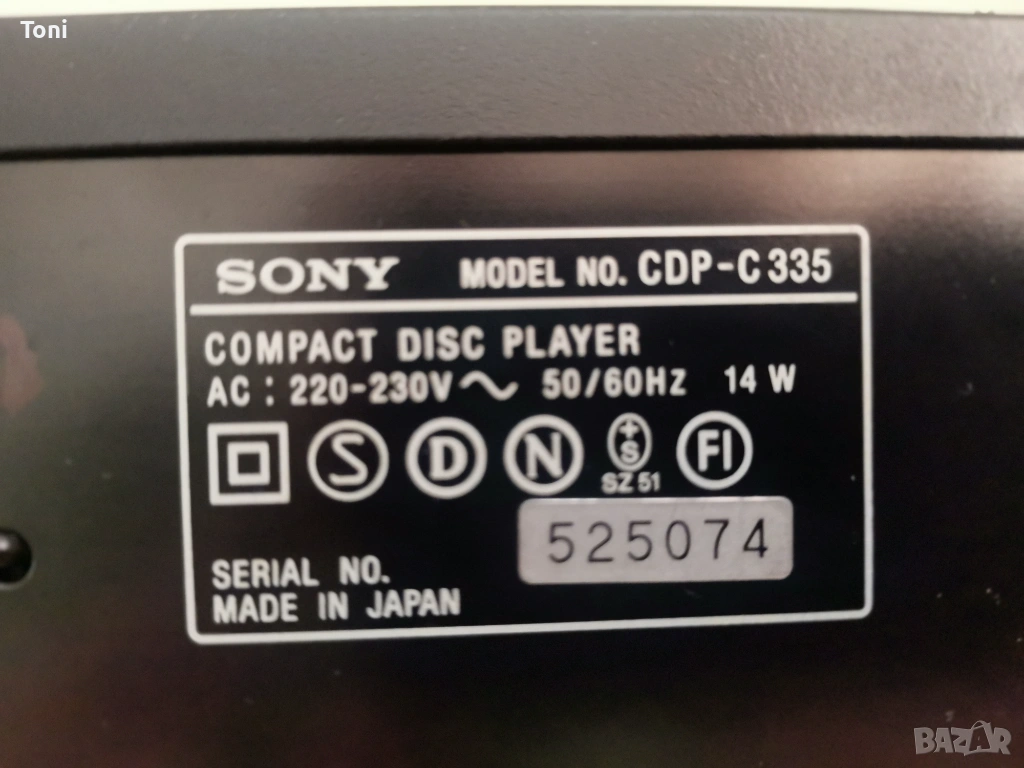 Toni
SONY MODEL NO. CDP-C335
COMPACT DISC PLAYER
AC : 220-230V~ 50/60HZ 14 W
S D N +S FI
SZ 51
525074
SERIAL NO.
MADE IN JAPAN
BAZAR